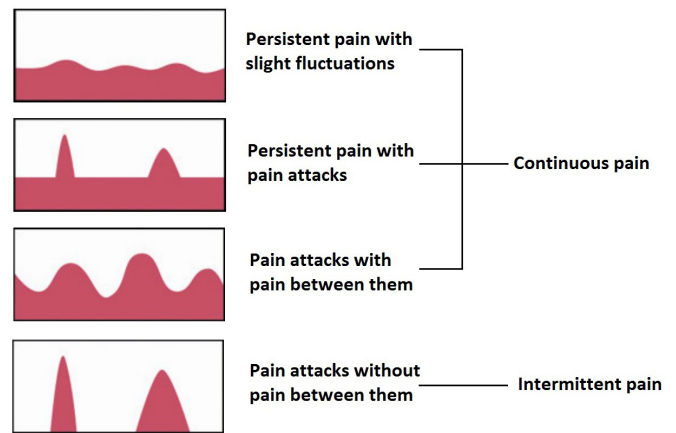 Persistent pain with
slight fluctuations
Persistent pain with
pain attacks
Continuous pain
Pain attacks with
pain between them
Pain attacks without
pain between them
Intermittent pain